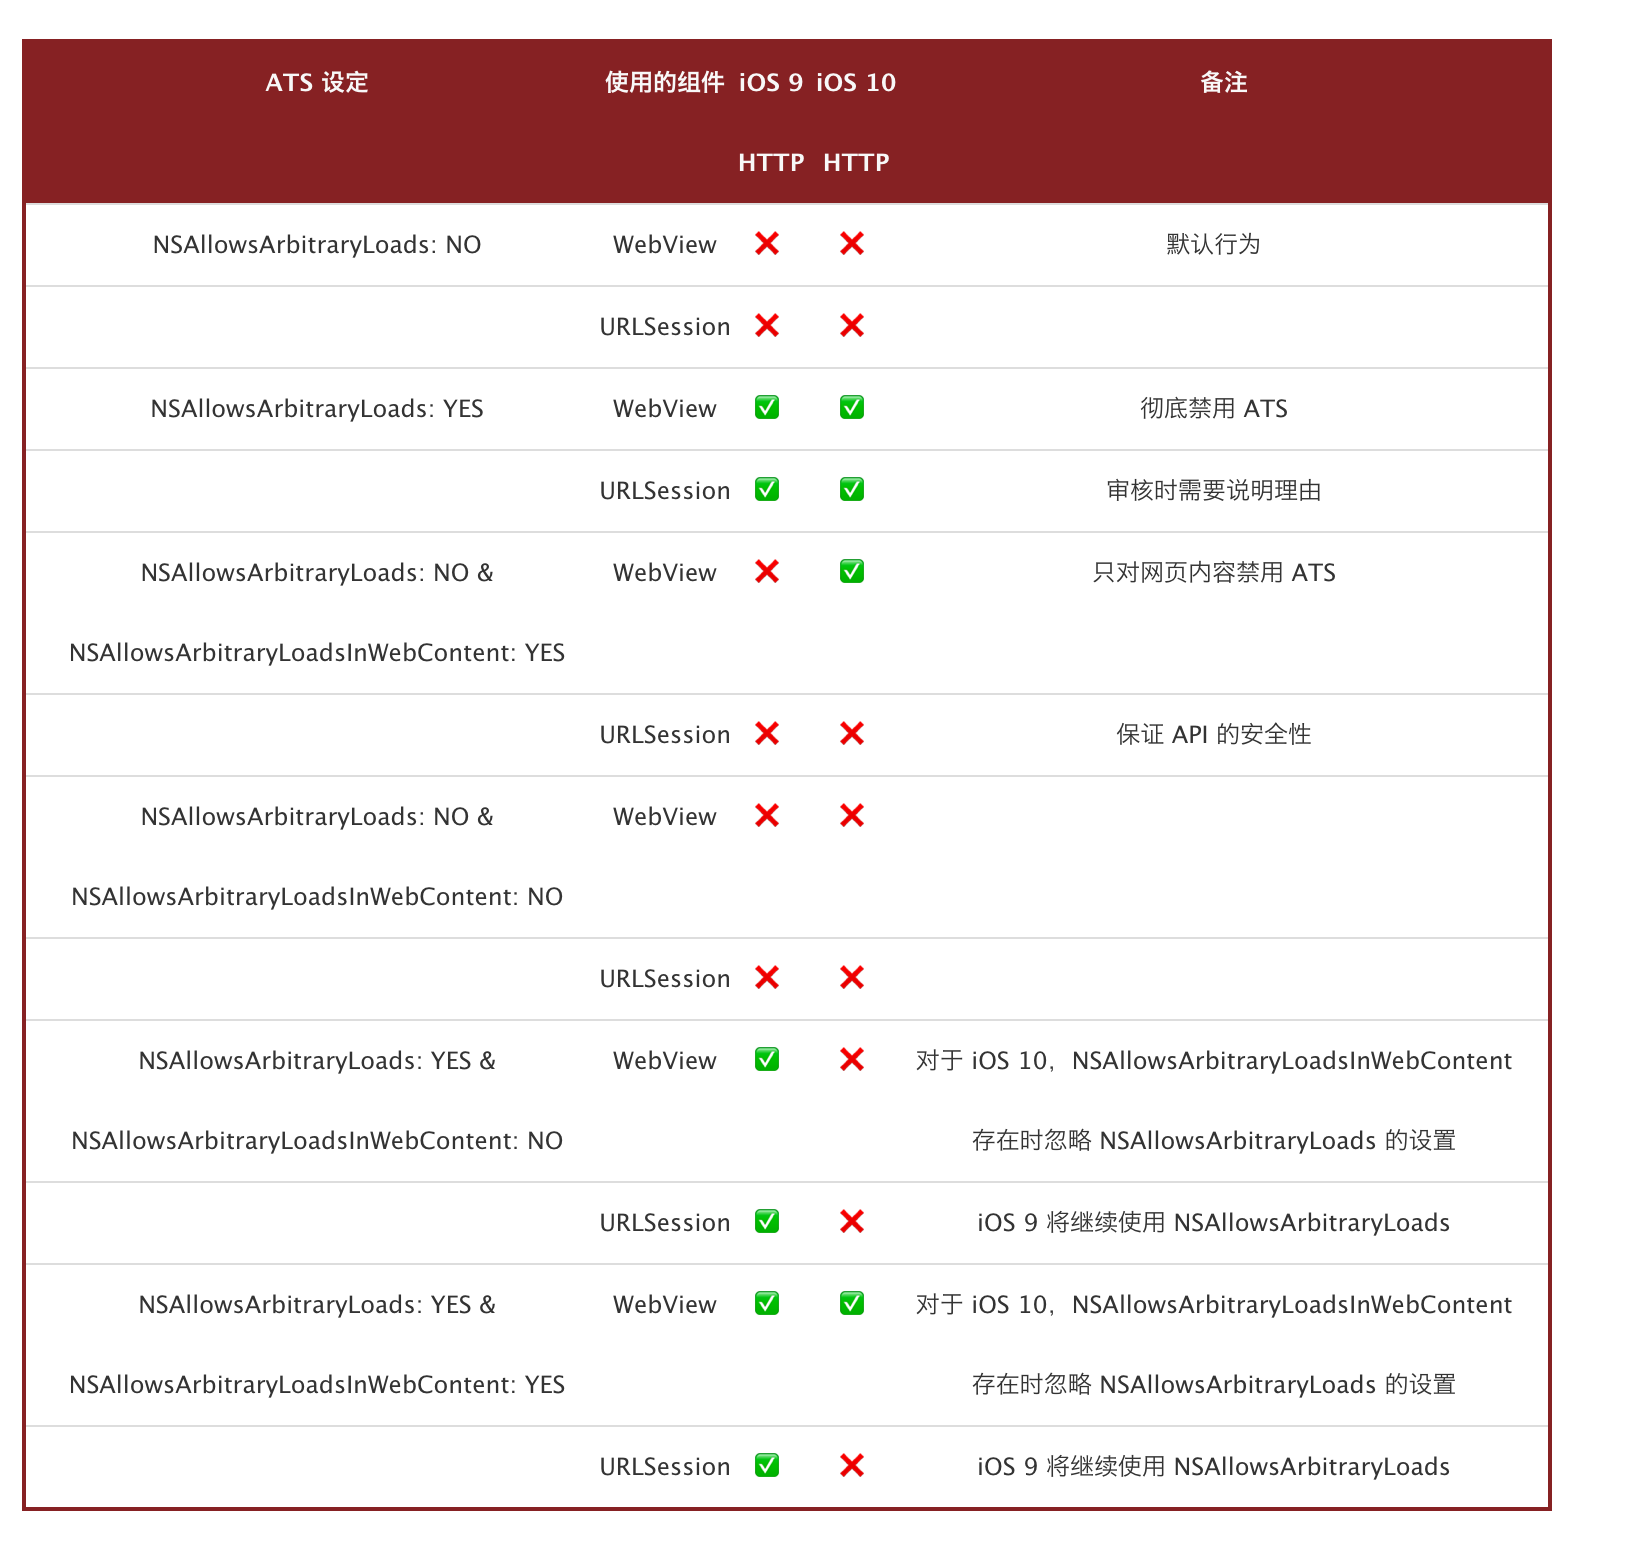 ATS 设定 使用的组件 iOS 9 iOS 10 备注
HTTP HTTP
NSAllowsArbitraryLoads: NO WebView ❌ ❌ 默认行为
URLSession ❌ ❌
NSAllowsArbitraryLoads: YES WebView ✅ ✅ 彻底禁用 ATS
URLSession ✅ ✅ 审核时需要说明理由
NSAllowsArbitraryLoads: NO & WebView ❌ ✅ 只对网页内容禁用 ATS
NSAllowsArbitraryLoadsInWebContent: YES
URLSession ❌ ❌ 保证 API 的安全性
NSAllowsArbitraryLoads: NO & WebView ❌ ❌
NSAllowsArbitraryLoadsInWebContent: NO
URLSession ❌ ❌
NSAllowsArbitraryLoads: YES & WebView ✅ ❌ 对于 iOS 10，NSAllowsArbitraryLoadsInWebContent
NSAllowsArbitraryLoadsInWebContent: NO 存在时忽略 NSAllowsArbitraryLoads 的设置
URLSession ✅ ❌ iOS 9 将继续使用 NSAllowsArbitraryLoads
NSAllowsArbitraryLoads: YES & WebView ✅ ✅ 对于 iOS 10，NSAllowsArbitraryLoadsInWebContent
NSAllowsArbitraryLoadsInWebContent: YES 存在时忽略 NSAllowsArbitraryLoads 的设置
URLSession ✅ ❌ iOS 9 将继续使用 NSAllowsArbitraryLoads